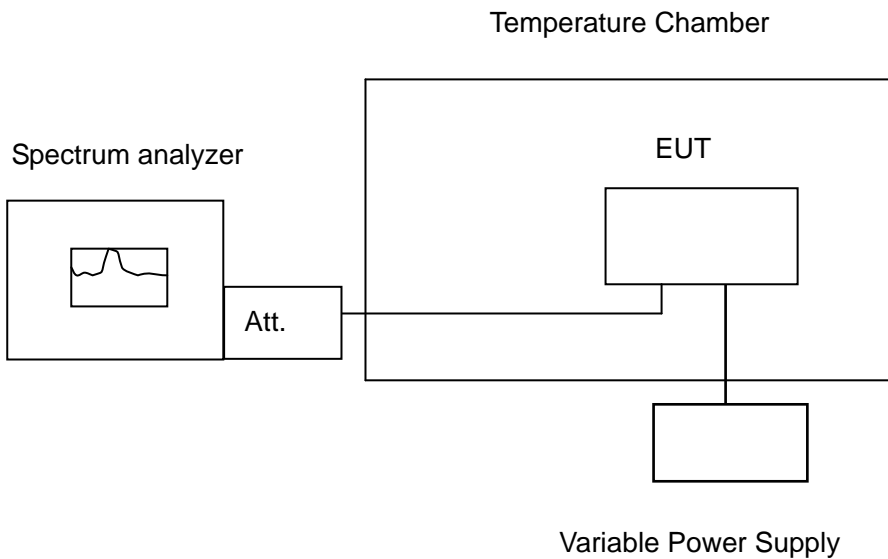 Temperature Chamber
Spectrum analyzer
EUT
Att.
Variable Power Supply